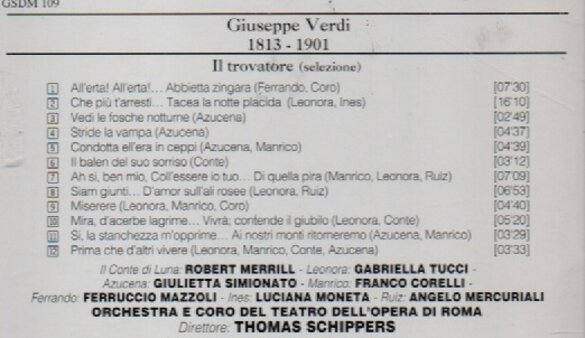 GSDM 109
Giuseppe Verdi
1813 - 1901
Il trovatore (selezione)
1 All'erta! All'erta!... Abbietta zingara (Ferrando, Coro) [07'30]
2 Che più t'arresti... Tacea la notte placida (Leonora, Ines) [16'10]
3 Vedi le fosche notturne (Azucena) [02'49]
4 Stride la vampa (Azucena) [04'37]
5 Condotta ell'era in ceppi (Azucena, Manrico) [04'39]
6 Il balen del suo sorriso (Conte) [03'12]
7 Ah si, ben mio, Coll'essere io tuo... Di quella pira (Manrico, Leonora, Ruiz) [07'09]
8 Siam giunti... D'amor sull'ali rosee (Leonora, Ruiz) [06'53]
9 Miserere (Leonora, Manrico, Coro) [04'40]
10 Mira, d'acerbe lagrime... Vivrà; contende il giubilo (Leonora, Conte) [05'20]
11 Si, la stanchezza m'opprime... Ai nostri monti ritorneremo (Azucena, Manrico) [03'29]
12 Prima che d'altri vivere (Leonora, Manrico, Conte, Azucena) [03'33]
Il Conte di Luna: ROBERT MERRILL - Leonora: GABRIELLA TUCCI -
Azucena: GIULIETTA SIMIONATO - Manrico: FRANCO CORELLI -
Ferrando: FERRUCCIO MAZZOLI - Ines: LUCIANA MONETA - Ruiz: ANGELO MERCURIALI
ORCHESTRA E CORO DEL TEATRO DELL'OPERA DI ROMA
Direttore: THOMAS SCHIPPERS